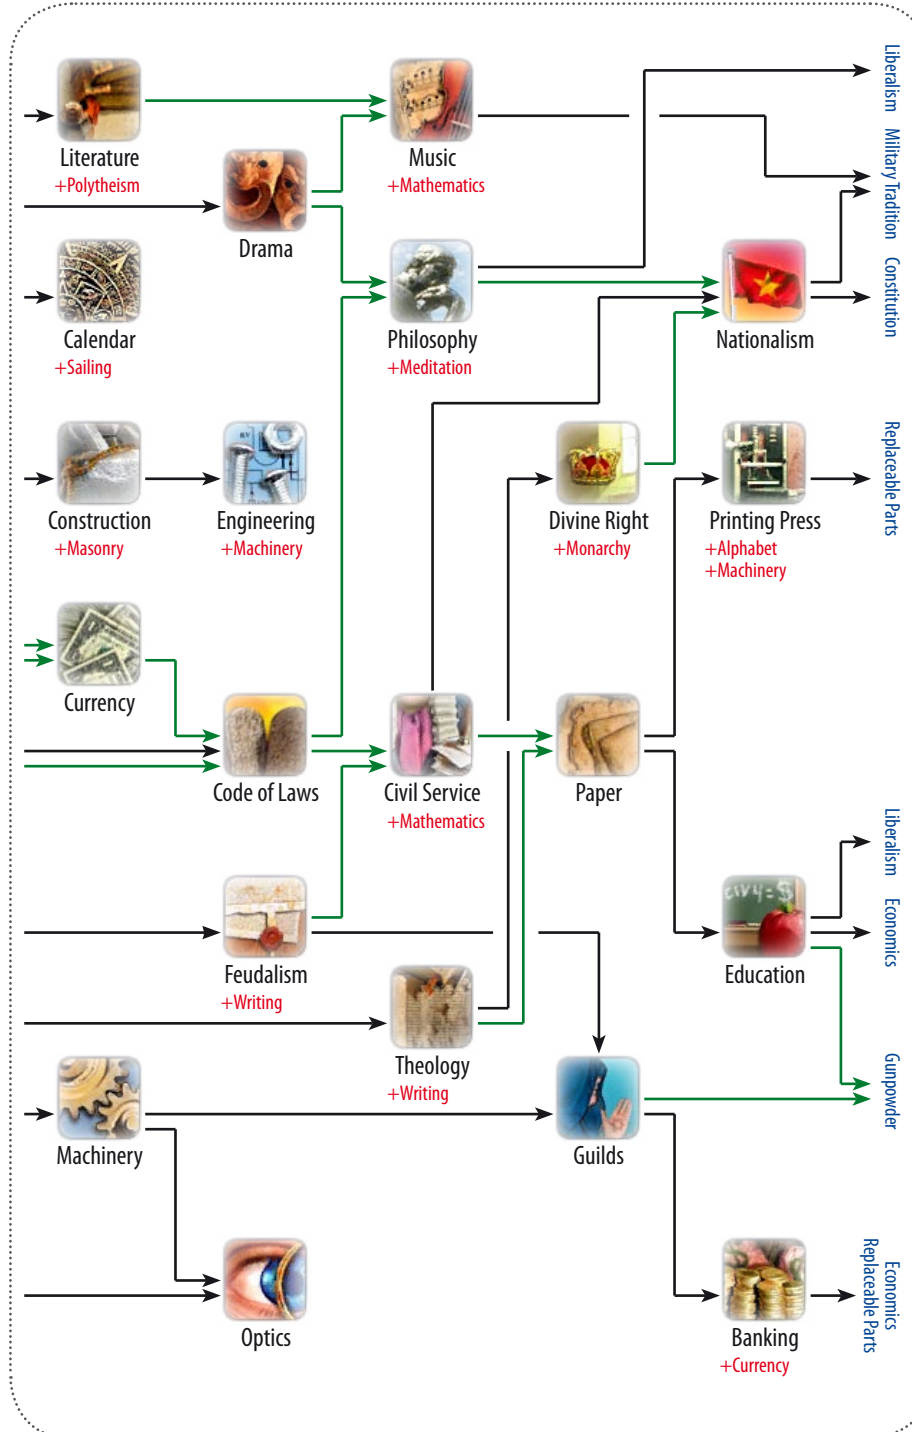 Liberalism
Literature
+Polytheism
Music
+Mathematics
Military Tradition
Drama
Calendar
+Sailing
Philosophy
+Meditation
Nationalism
Constitution
Construction
+Masonry
Engineering
+Machinery
Divine Right
+Monarchy
Printing Press
+Alphabet
+Machinery
Replaceable Parts
Currency
Code of Laws
Civil Service
+Mathematics
Paper
Liberalism
Feudalism
+Writing
Education
Economics
Theology
+Writing
Gunpowder
Machinery
Guilds
Optics
Banking
+Currency
Economics
Replaceable Parts